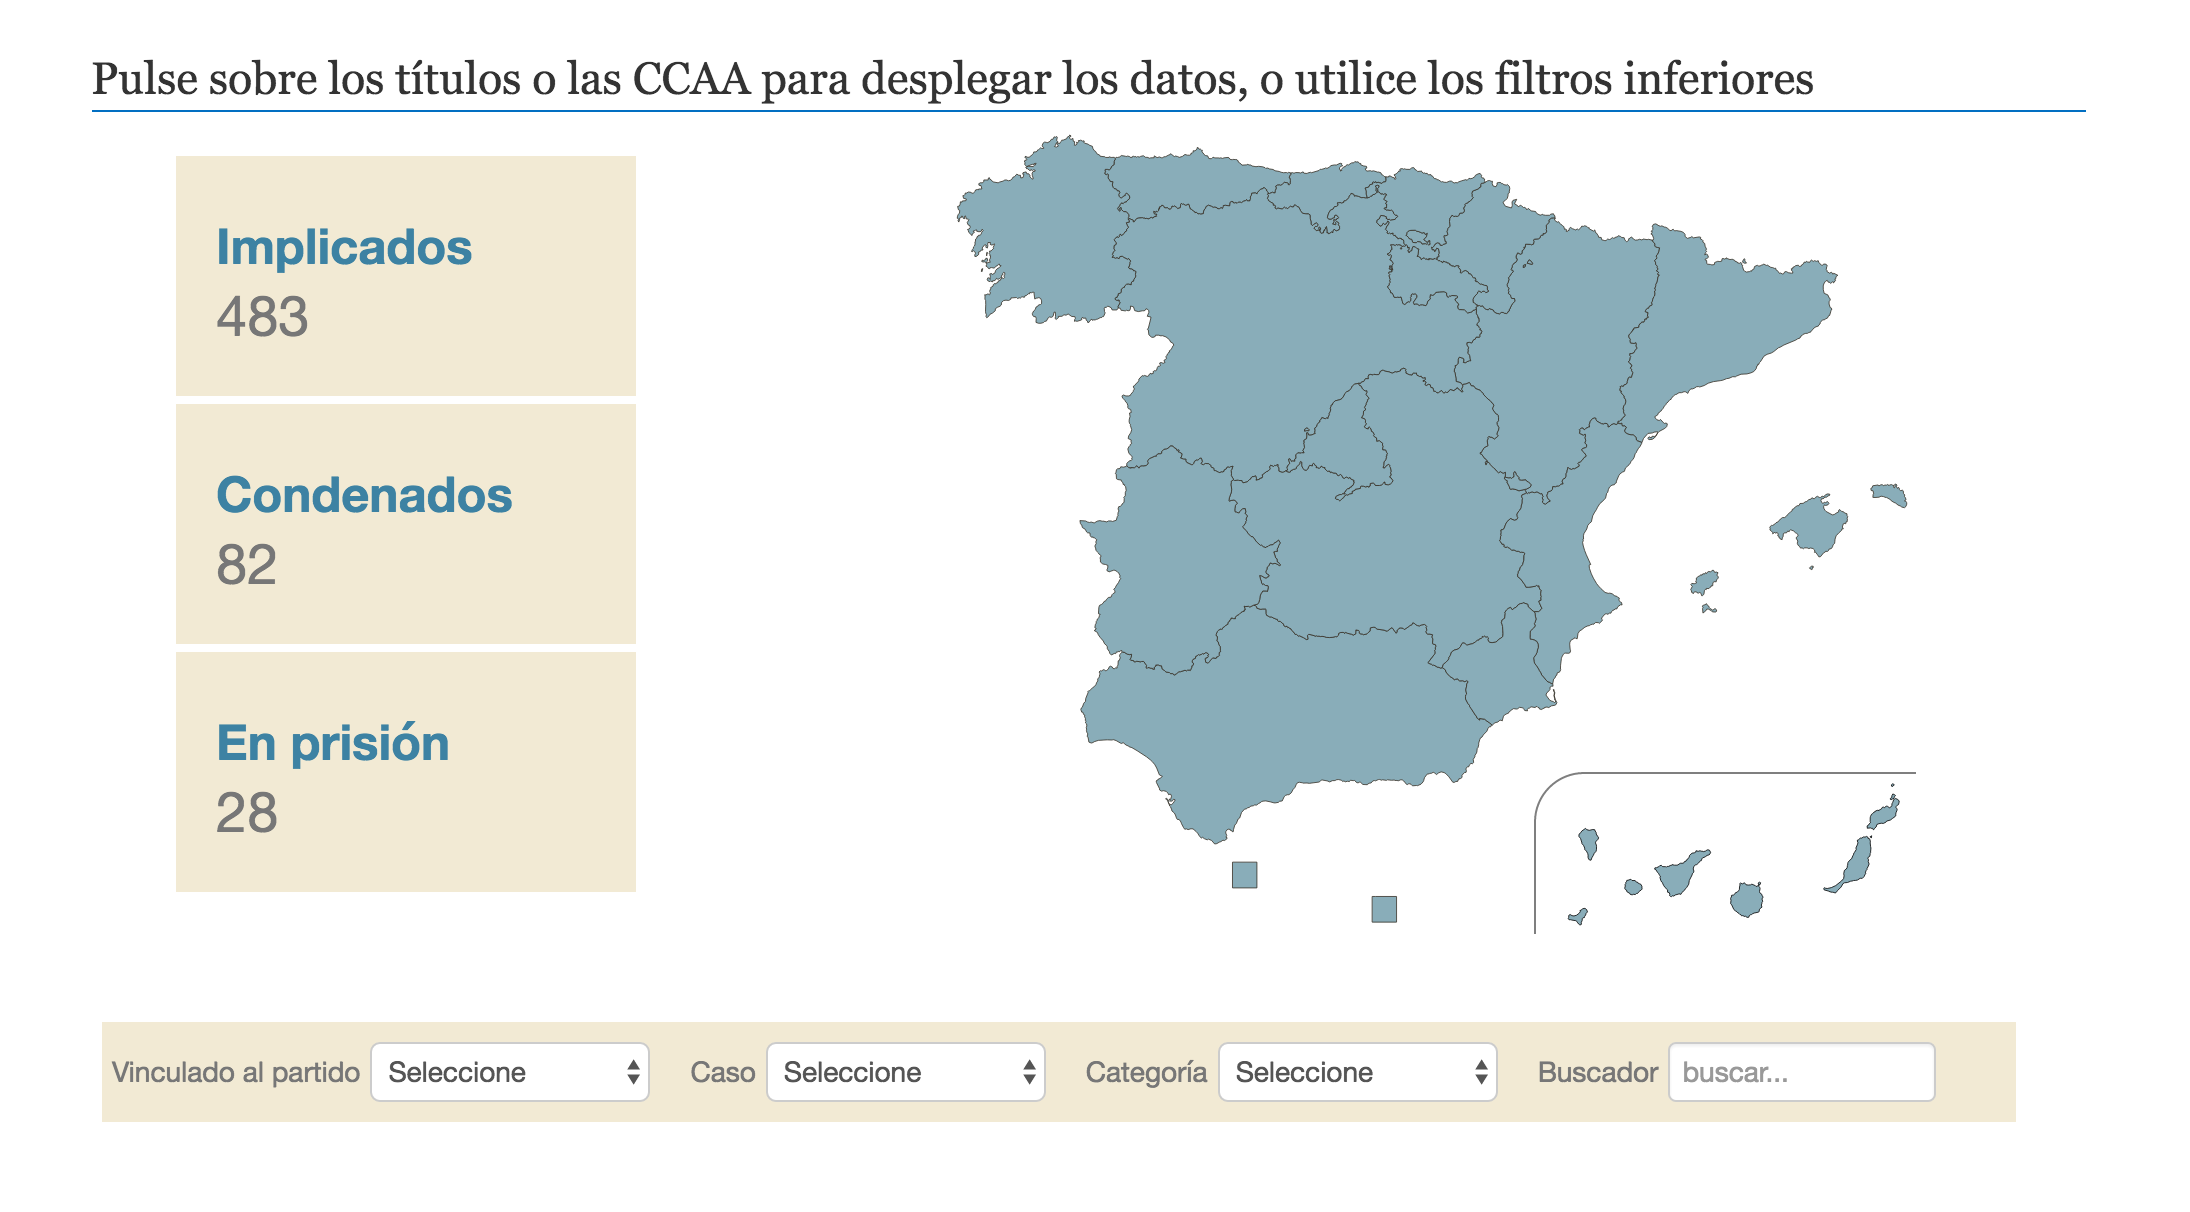 Pulse sobre los títulos o las CCAA para desplegar los datos, o utilice los filtros inferiores
Implicados
483
Condenados
82
En prisión
28
Vinculado al partido Seleccione Caso Seleccione Categoría Seleccione Buscador buscar...